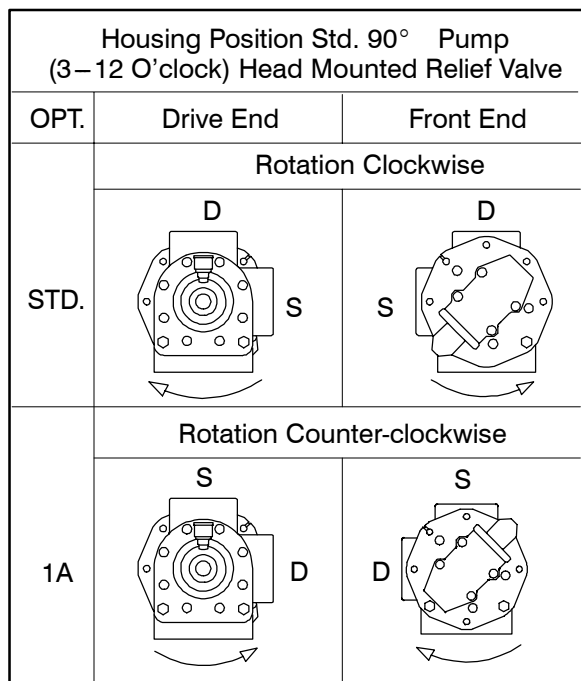 Housing Position Std. 90° Pump
(3–12 O’clock) Head Mounted Relief Valve
OPT. Drive End Front End
Rotation Clockwise
D D
STD. S S
Rotation Counter-clockwise
S S
1A D D